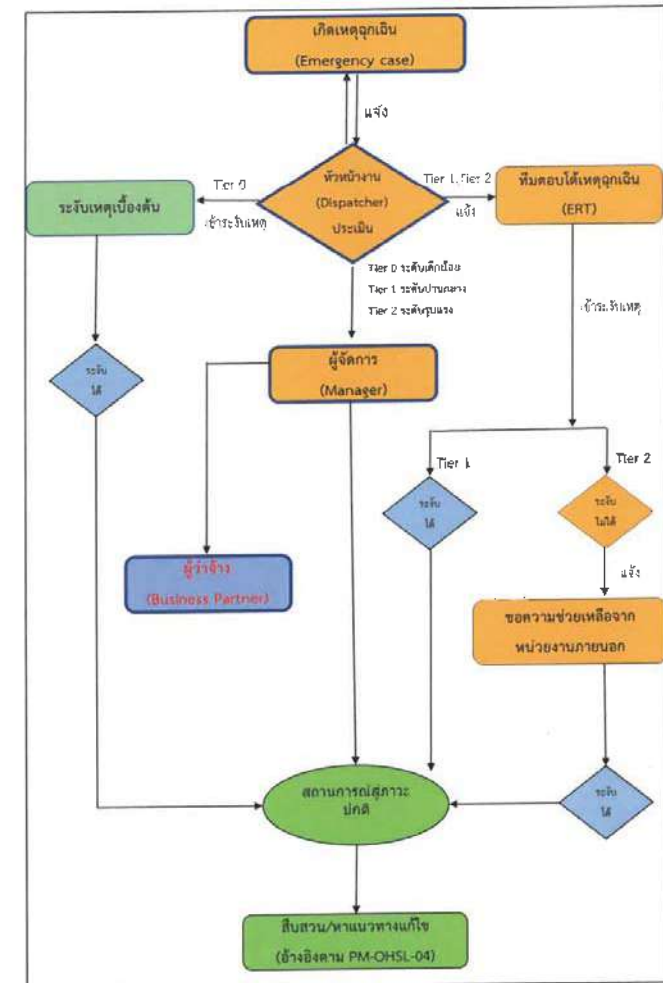 เกิดเหตุฉุกเฉิน
(Emergency case)
แจ้ง
หัวหน้างาน
(Dispatcher)
ประเมิน
Tier 0
เข้าระงับเหตุ
ระงับเหตุเบื้องต้น
Tier 1,Tier 2
แจ้ง
ทีมตอบโต้เหตุฉุกเฉิน
(ERT)
Tier 0 ระดับเล็กน้อย
Tier 1 ระดับปานกลาง
Tier 2 ระดับรุนแรง
เข้าระงับเหตุ
ระงับ
ได้
ผู้จัดการ
(Manager)
Tier 1
Tier 2
ระงับ
ได้
ระงับ
ไม่ได้
แจ้ง
ผู้ว่าจ้าง
(Business Partner)
ขอความช่วยเหลือจาก
หน่วยงานภายนอก
สถานการณ์สู่ภาวะ
ปกติ
ระงับ
ได้
สืบสวน/หาแนวทางแก้ไข
(อ้างอิงตาม PM-OHSL-04)